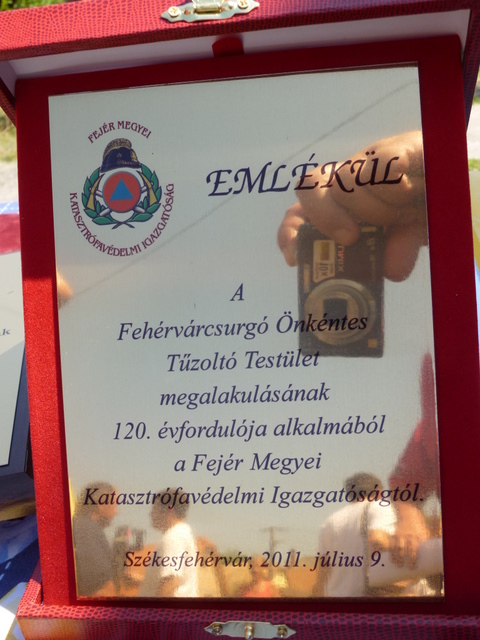 FEJÉR MEGYEI
KATASZTRÓFAVÉDELMI IGAZGATÓSÁG
EMLÉKÜL
A
Fehérvárcsurgó Önkéntes
Tűzoltó Testület
megalakulásának
120. évfordulója alkalmából
a Fejér Megyei
Katasztrófavédelmi Igazgatóságtól.
Székesfehérvár, 2011. július 9.